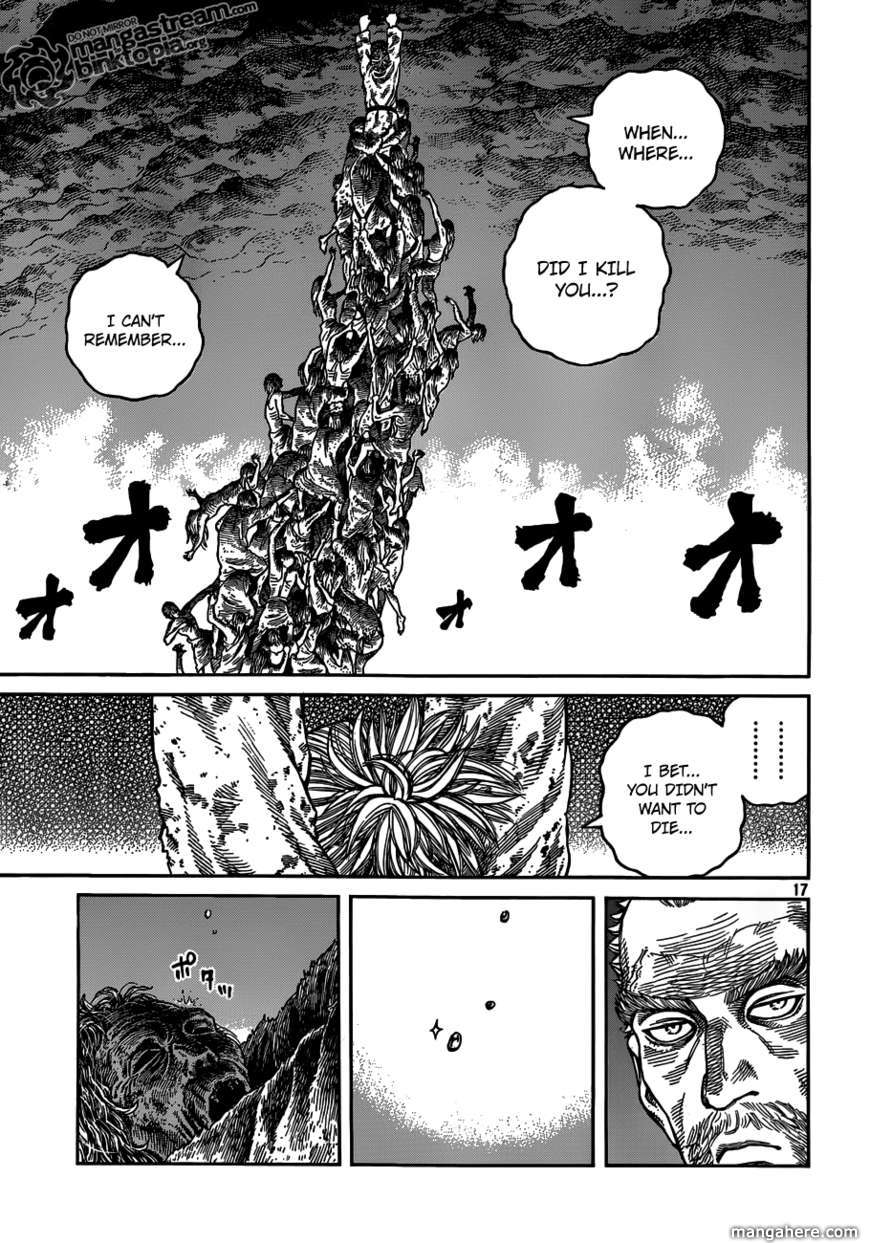 DO NOT MIRROR
mangastream.com
binktopia.org
WHEN...
WHERE...
DID I KILL
YOU...?
I CAN'T
REMEMBER...
オ
オ
オ
オ
オ
........
I BET...
YOU DIDN'T
WANT TO
DIE...
17
ポタッ
mangahere.com